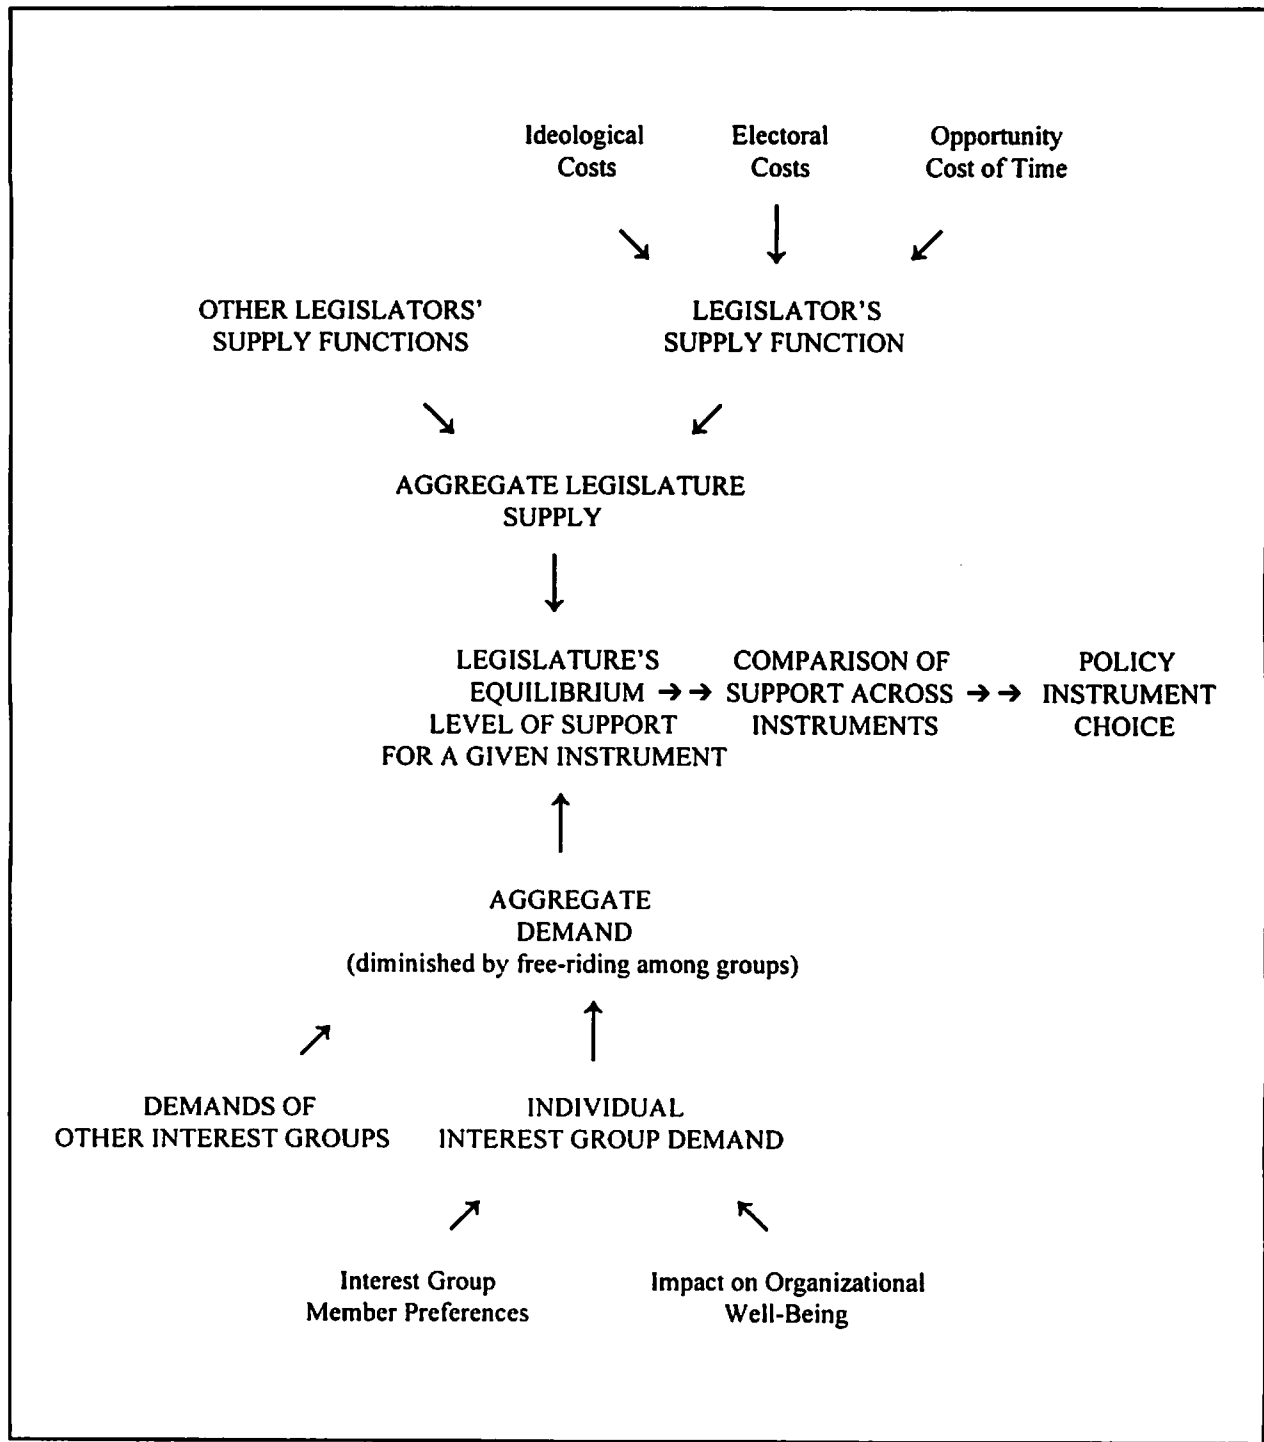 Ideological
Costs
Electoral
Costs
Opportunity
Cost of Time
OTHER LEGISLATORS'
SUPPLY FUNCTIONS
LEGISLATOR'S
SUPPLY FUNCTION
AGGREGATE LEGISLATURE
SUPPLY
LEGISLATURE'S
EQUILIBRIUM
LEVEL OF SUPPORT
FOR A GIVEN INSTRUMENT
COMPARISON OF
SUPPORT ACROSS
INSTRUMENTS
POLICY
INSTRUMENT
CHOICE
AGGREGATE
DEMAND
(diminished by free-riding among groups)
DEMANDS OF
OTHER INTEREST GROUPS
INDIVIDUAL
INTEREST GROUP DEMAND
Interest Group
Member Preferences
Impact on Organizational
Well-Being